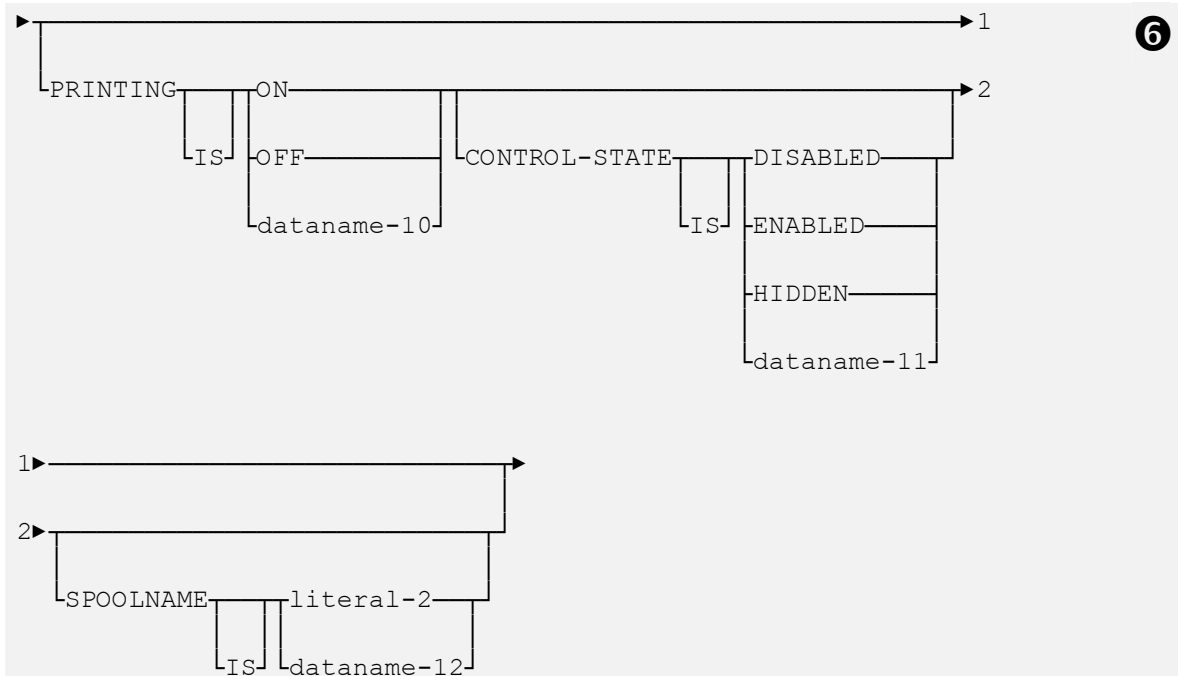 1 ❻
PRINTING ON 2
IS OFF CONTROL-STATE DISABLED
dataname-10 IS ENABLED
HIDDEN
dataname-11
1
2
SPOOLNAME literal-2
IS dataname-12